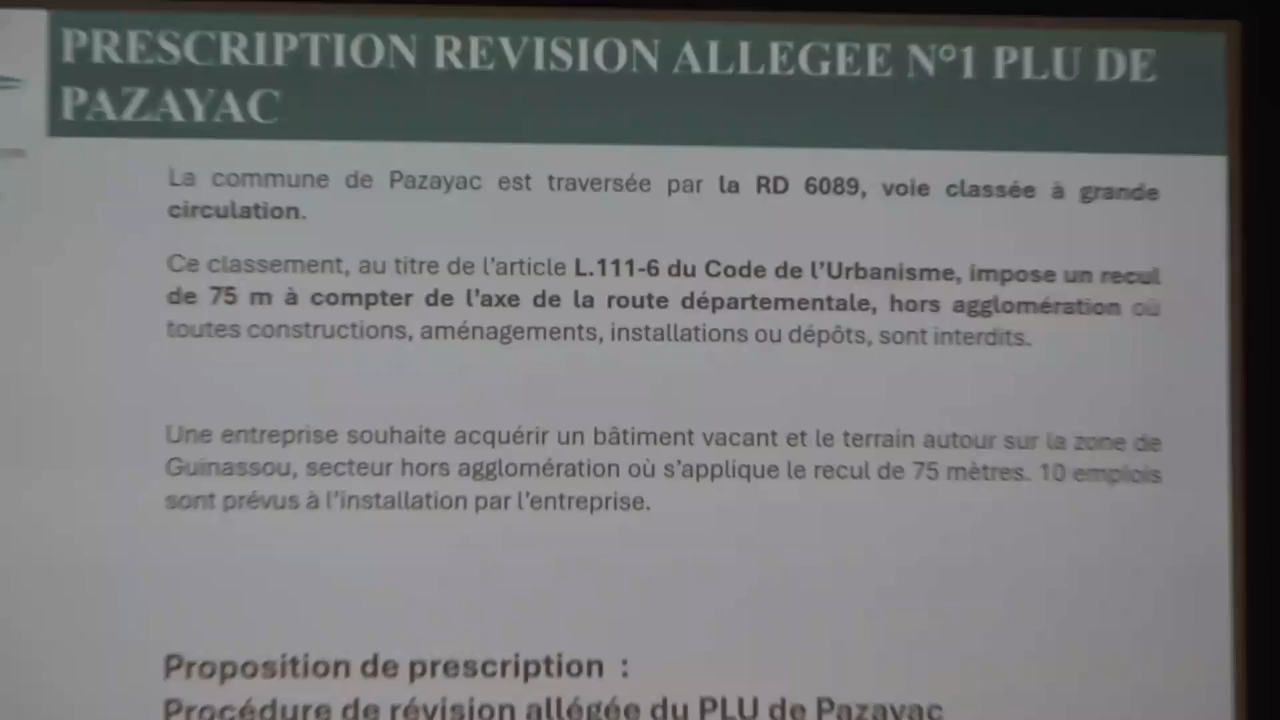 PRESCRIPTION REVISION ALLEGEE N°1 PLU DE
PAZAYAC
La commune de Pazayac est traversée par la RD 6089, voie classée à grande
circulation.
Ce classement, au titre de l'article L.111-6 du Code de l'Urbanisme, impose un recul
de 75 m à compter de l'axe de la route départementale, hors agglomération où
toutes constructions, aménagements, installations ou dépôts, sont interdits.
Une entreprise souhaite acquérir un bâtiment vacant et le terrain autour sur la zone de
Guinassou, secteur hors agglomération où s'applique le recul de 75 mètres. 10 emplois
sont prévus à l'installation par l'entreprise.
Proposition de prescription :
Procédure de révision allégée du PLU de Pazayac